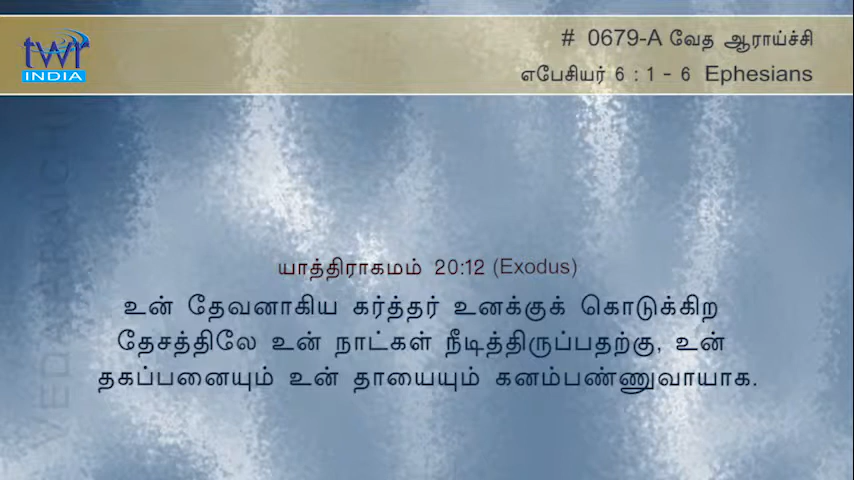 twr
INDIA
# 0679-A வேத ஆராய்ச்சி
எபேசியர் 6 : 1 - 6 Ephesians
யாத்திராகமம் 20:12 (Exodus)
உன் தேவனாகிய கர்த்தர் உனக்குக் கொடுக்கிற
தேசத்திலே உன் நாட்கள் நீடித்திருப்பதற்கு, உன்
தகப்பனையும் உன் தாயையும் கனம்பண்ணுவாயாக.